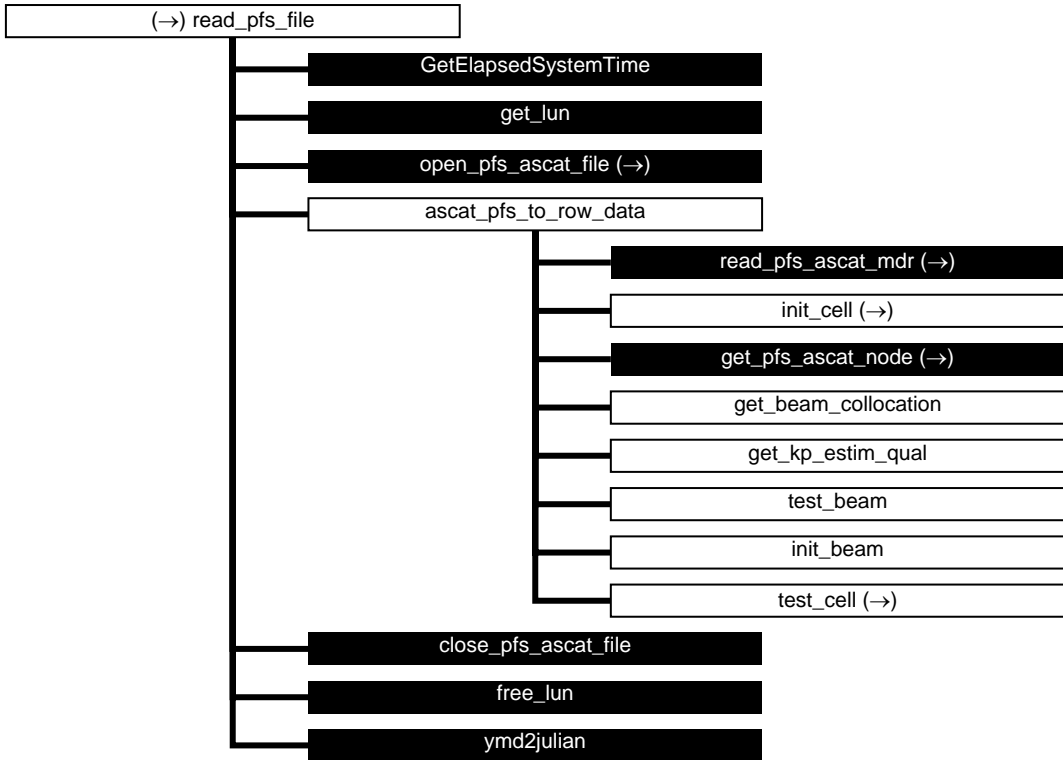 (→) read_pfs_file
GetElapsedSystemTime
get_lun
open_pfs_ascat_file (→)
ascat_pfs_to_row_data
read_pfs_ascat_mdr (→)
init_cell (→)
get_pfs_ascat_node (→)
get_beam_collocation
get_kp_estim_qual
test_beam
init_beam
test_cell (→)
close_pfs_ascat_file
free_lun
ymd2julian